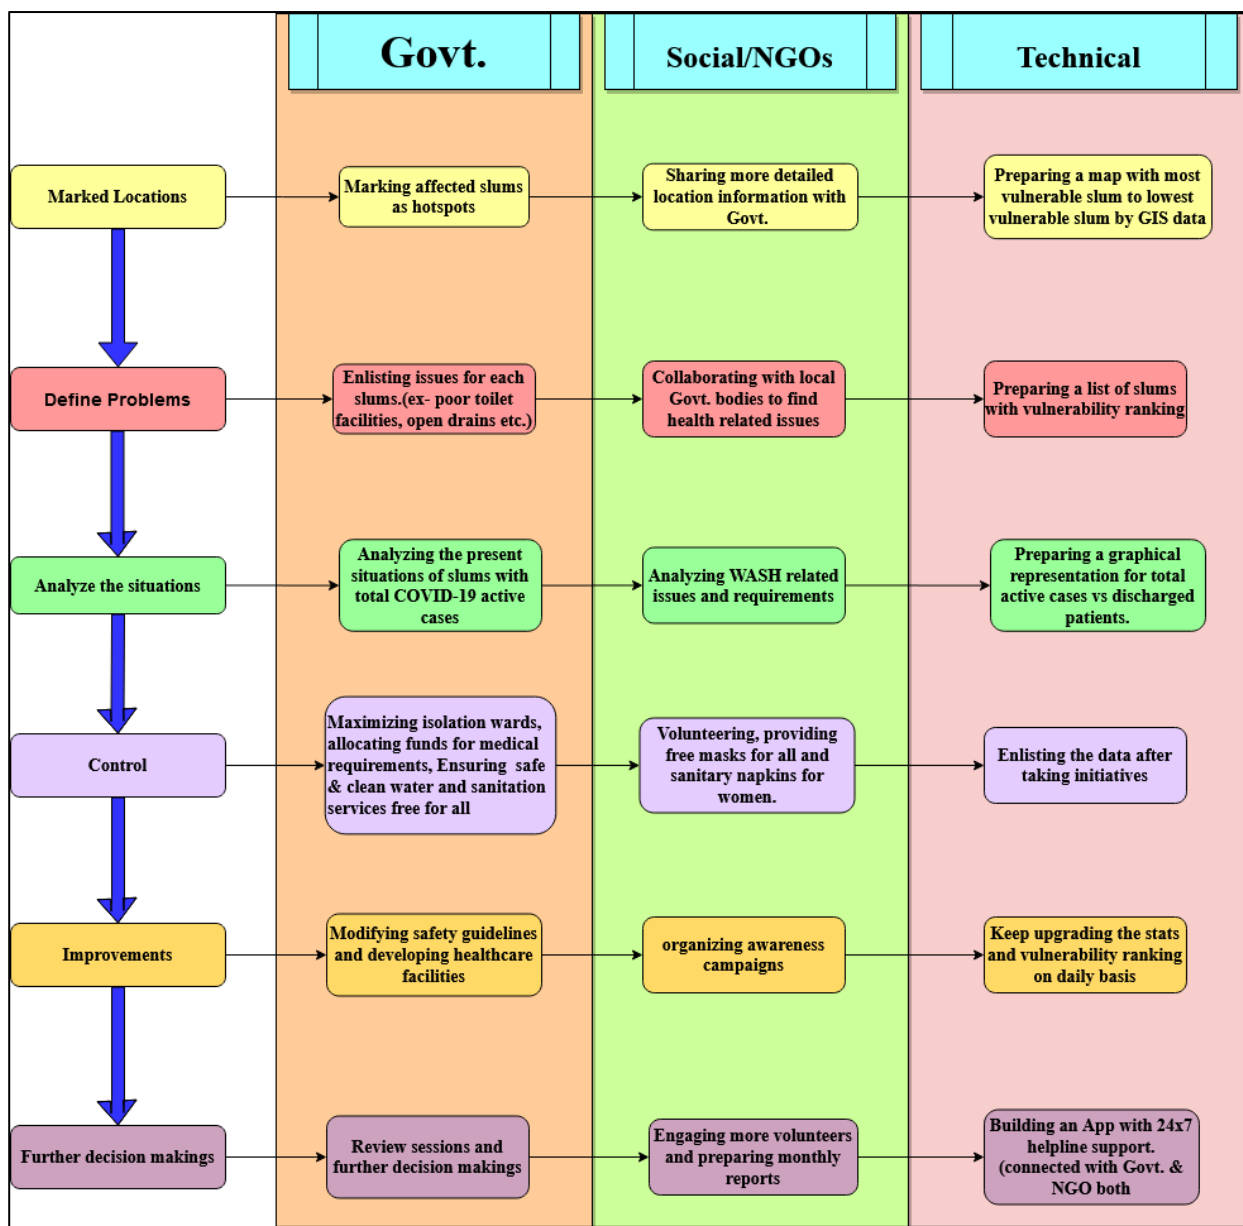 Govt.
Social/NGOs
Technical
Marked Locations
Marking affected slums
as hotspots
Sharing more detailed
location information with
Govt.
Preparing a map with most
vulnerable slum to lowest
vulnerable slum by GIS data
Define Problems
Enlisting issues for each
slums.(ex- poor toilet
facilities, open drains etc.)
Collaborating with local
Govt. bodies to find
health related issues
Preparing a list of slums
with vulnerability ranking
Analyze the situations
Analyzing the present
situations of slums with
total COVID-19 active
cases
Analyzing WASH related
issues and requirements
Preparing a graphical
representation for total
active cases vs discharged
patients.
Control
Maximizing isolation wards,
allocating funds for medical
requirements, Ensuring safe
& clean water and sanitation
services free for all
Volunteering, providing
free masks for all and
sanitary napkins for
women.
Enlisting the data after
taking initiatives
Improvements
Modifying safety guidelines
and developing healthcare
facilities
organizing awareness
campaigns
Keep upgrading the stats
and vulnerability ranking
on daily basis
Further decision makings
Review sessions and
further decision makings
Engaging more volunteers
and preparing monthly
reports
Building an App with 24x7
helpline support.
(connected with Govt. &
NGO both